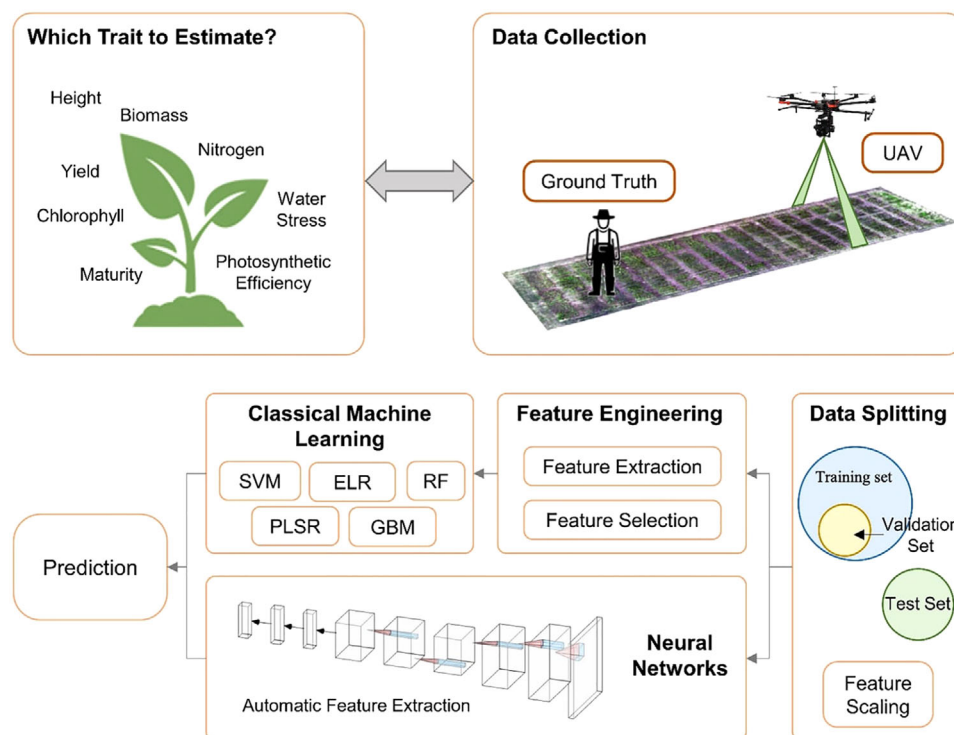 Which Trait to Estimate?
Height
Biomass
Nitrogen
Yield
Water
Stress
Chlorophyll
Maturity
Photosynthetic
Efficiency
Data Collection
UAV
Ground Truth
Classical Machine
Learning
SVM
ELR
RF
PLSR
GBM
Feature Engineering
Feature Extraction
Feature Selection
Data Splitting
Training set
Validation
Set
Test Set
Feature
Scaling
Prediction
Neural
Networks
Automatic Feature Extraction